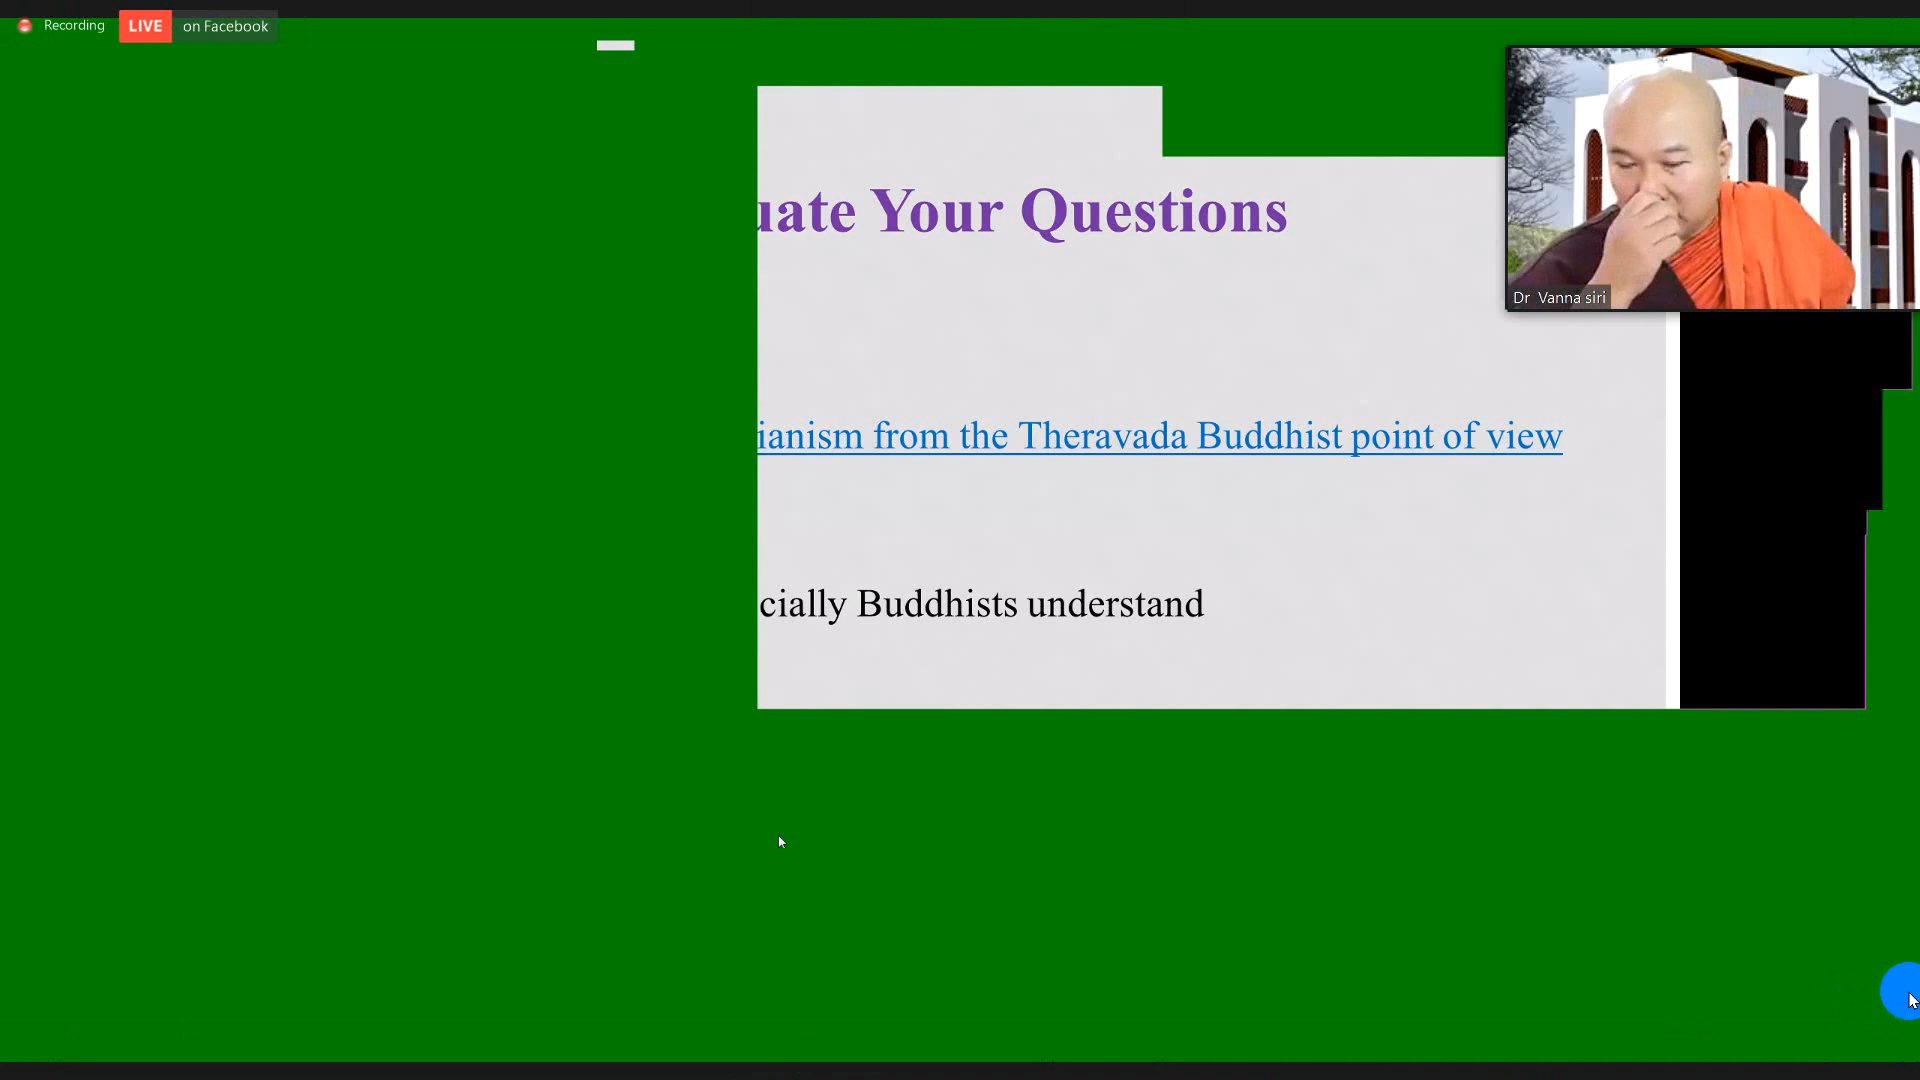 Recording LIVE on Facebook
uate Your Questions
Dr Vanna siri
ianism from the Theravada Buddhist point of view
cially Buddhists understand